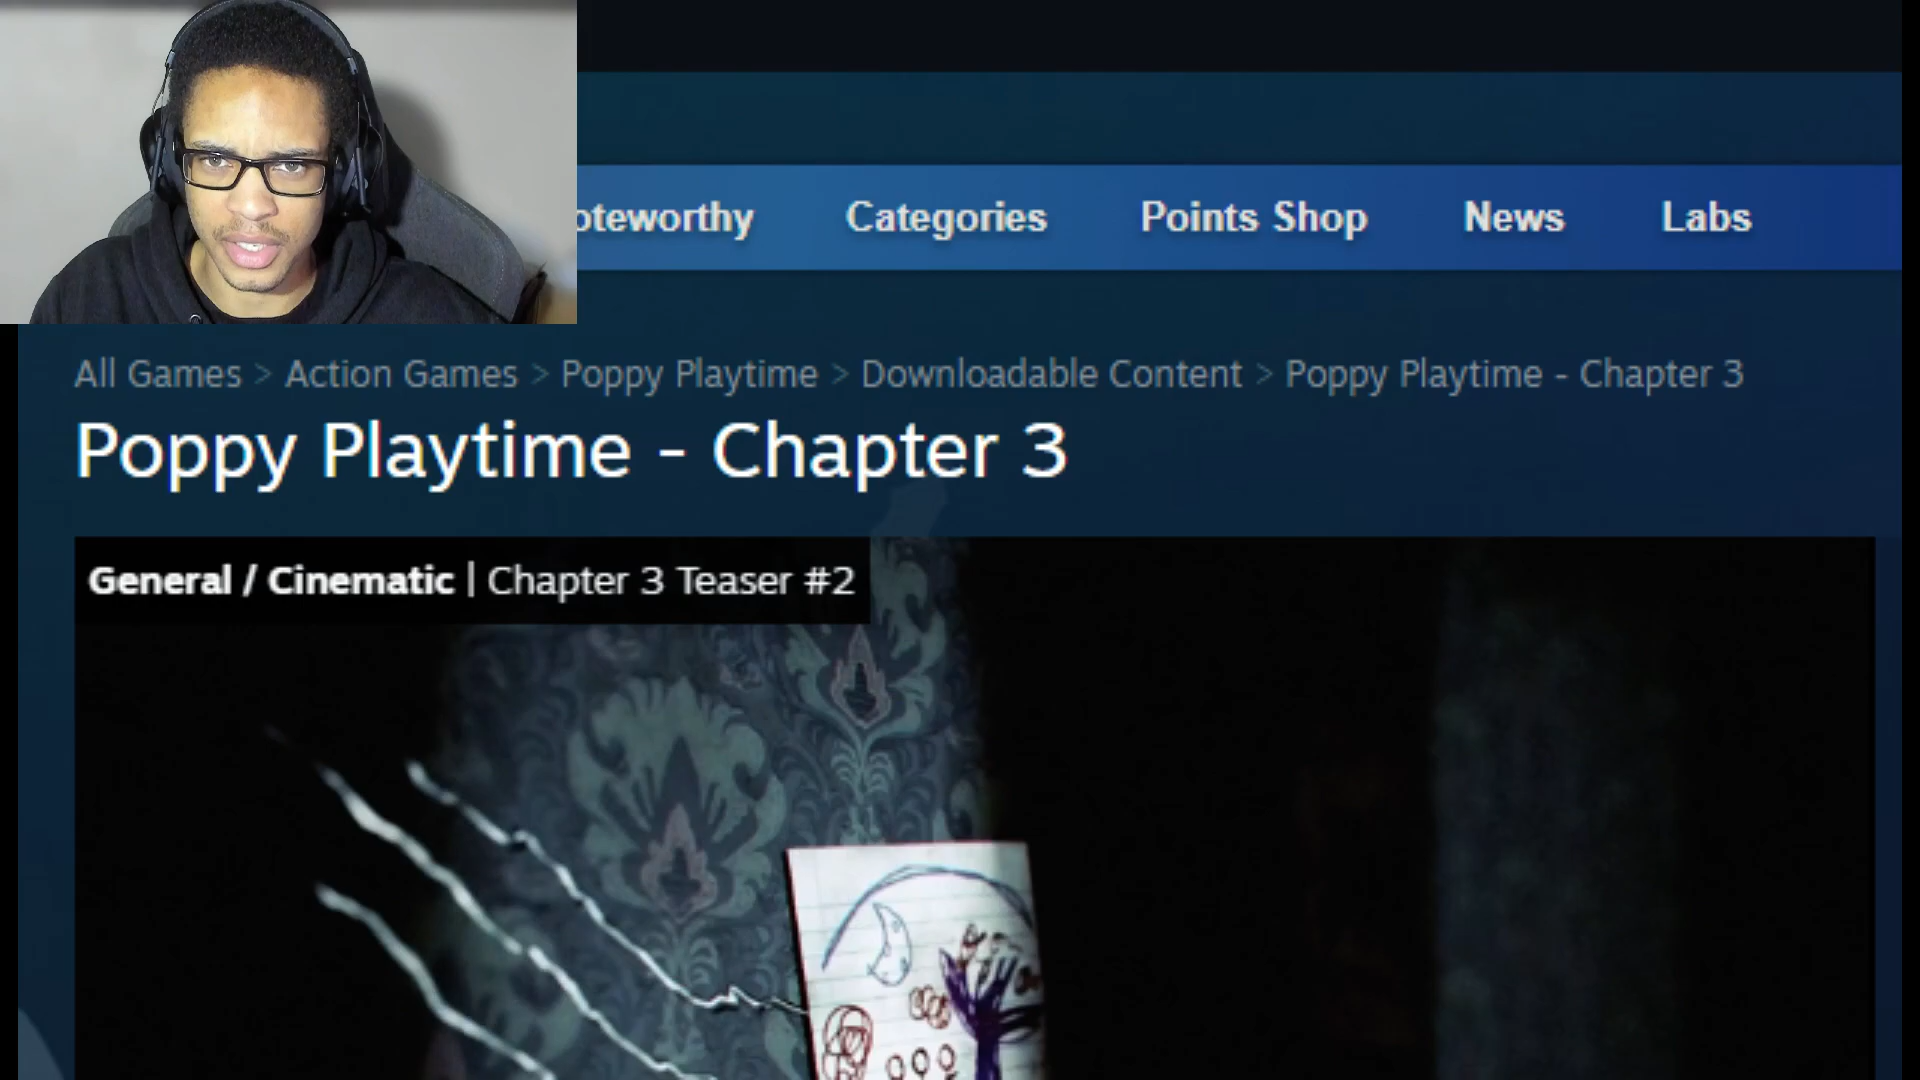 oteworthy Categories Points Shop News Labs
All Games > Action Games > Poppy Playtime > Downloadable Content > Poppy Playtime - Chapter 3
Poppy Playtime - Chapter 3
General / Cinematic | Chapter 3 Teaser #2